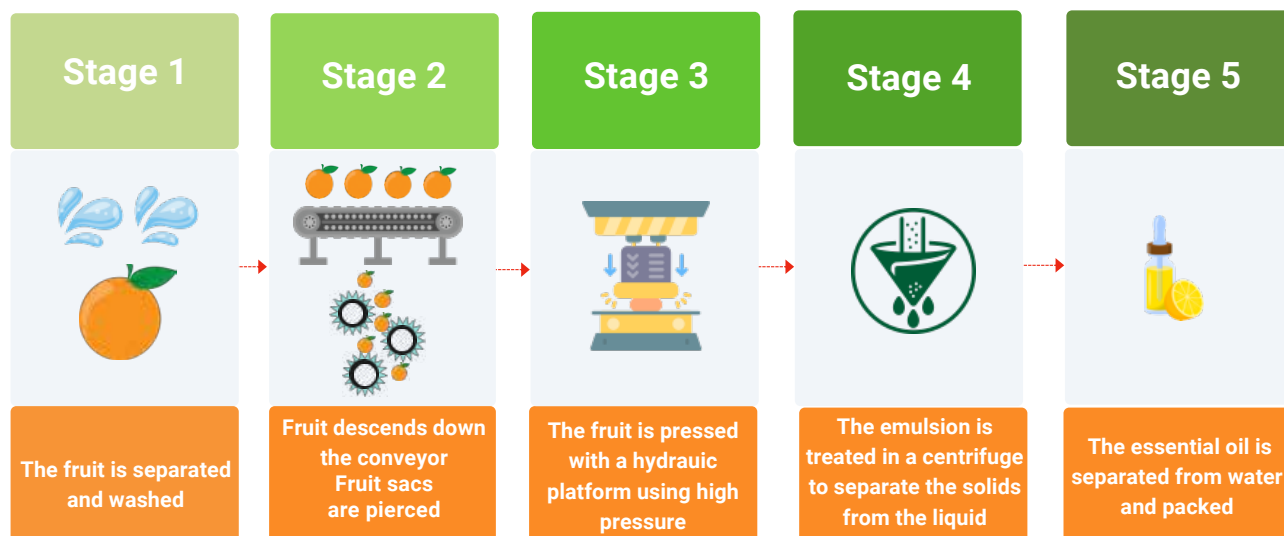 Stage 1
Stage 2
Stage 3
Stage 4
Stage 5
The fruit is separated
and washed
Fruit descends down
the conveyor
Fruit sacs
are pierced
The fruit is pressed
with a hydrauic
platform using high
pressure
The emulsion is
treated in a centrifuge
to separate the solids
from the liquid
The essential oil is
separated from water
and packed